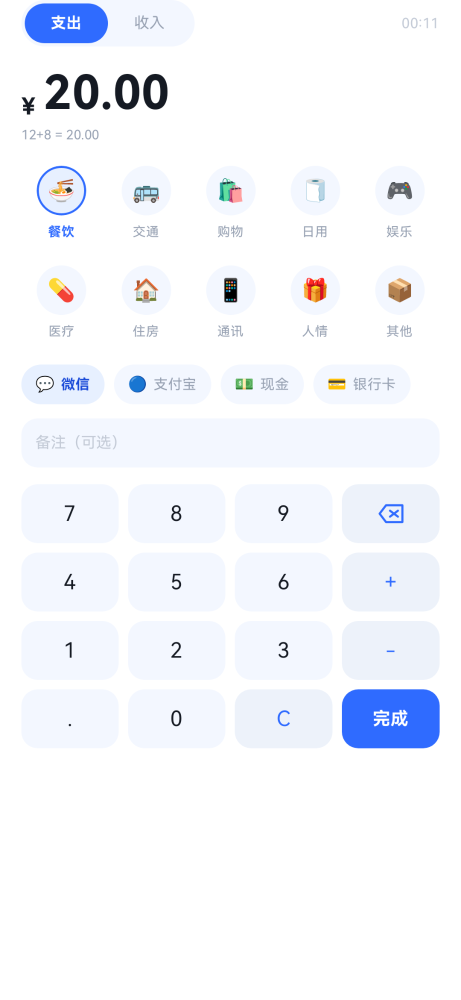 支出 收入 00:11
¥ 20.00
12+8 = 20.00
餐饮 交通 购物 日用 娱乐
医疗 住房 通讯 人情 其他
微信 支付宝 现金 银行卡
备注（可选）
7 8 9
4 5 6 +
1 2 3 −
. 0 C 完成